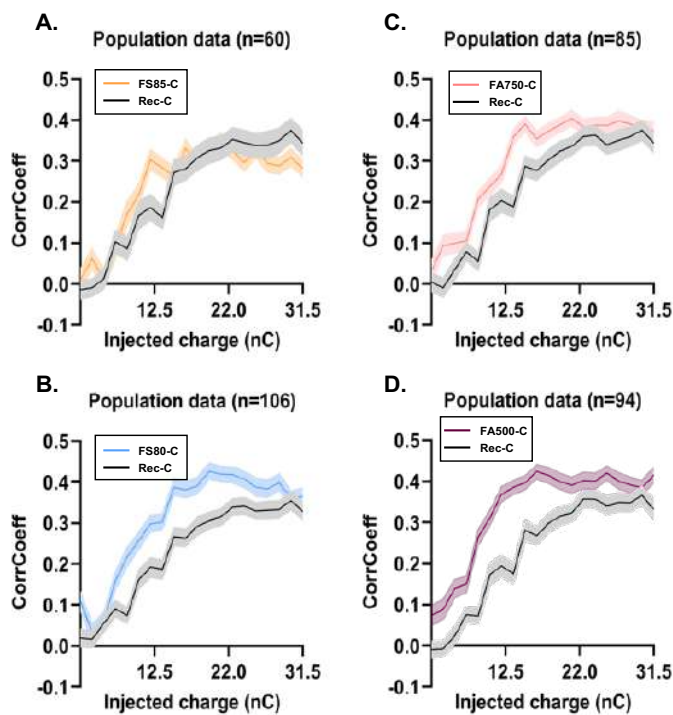 A.
Population data (n=60)
FS85-C
Rec-C
0.5
0.4
0.3
0.2
0.1
0.0
-0.1
CorrCoeff
12.5 22.0 31.5
Injected charge (nC)
B.
Population data (n=106)
FS80-C
Rec-C
0.5
0.4
0.3
0.2
0.1
0.0
-0.1
CorrCoeff
12.5 22.0 31.5
Injected charge (nC)
C.
Population data (n=85)
FA750-C
Rec-C
0.5
0.4
0.3
0.2
0.1
0.0
-0.1
CorrCoeff
12.5 22.0 31.5
Injected charge (nC)
D.
Population data (n=94)
FA500-C
Rec-C
0.5
0.4
0.3
0.2
0.1
0.0
-0.1
CorrCoeff
12.5 22.0 31.5
Injected charge (nC)